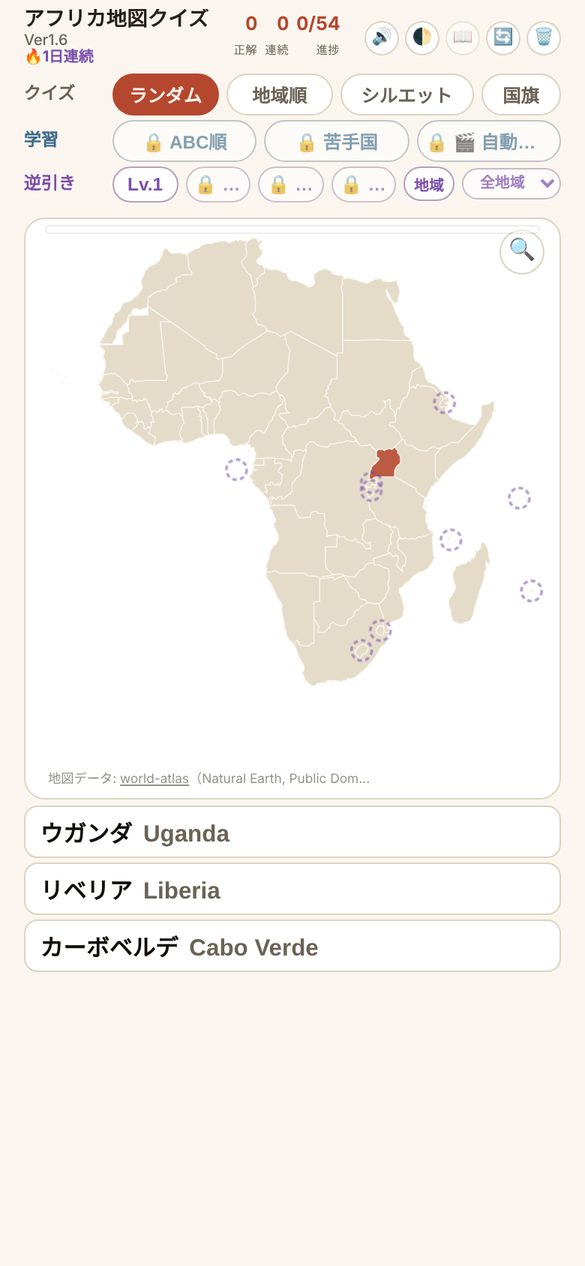 アフリカ地図クイズ
Ver1.6
🔥1日連続
0 0 0/54
正解 連続 進捗
クイズ ランダム 地域順 シルエット 国旗
学習 🔒 ABC順 🔒 苦手国 🔒 🎬 自動…
逆引き Lv.1 🔒 … 🔒 … 🔒 … 地域 全地域
地図データ: world-atlas（Natural Earth, Public Dom...
ウガンダ Uganda
リベリア Liberia
カーボベルデ Cabo Verde